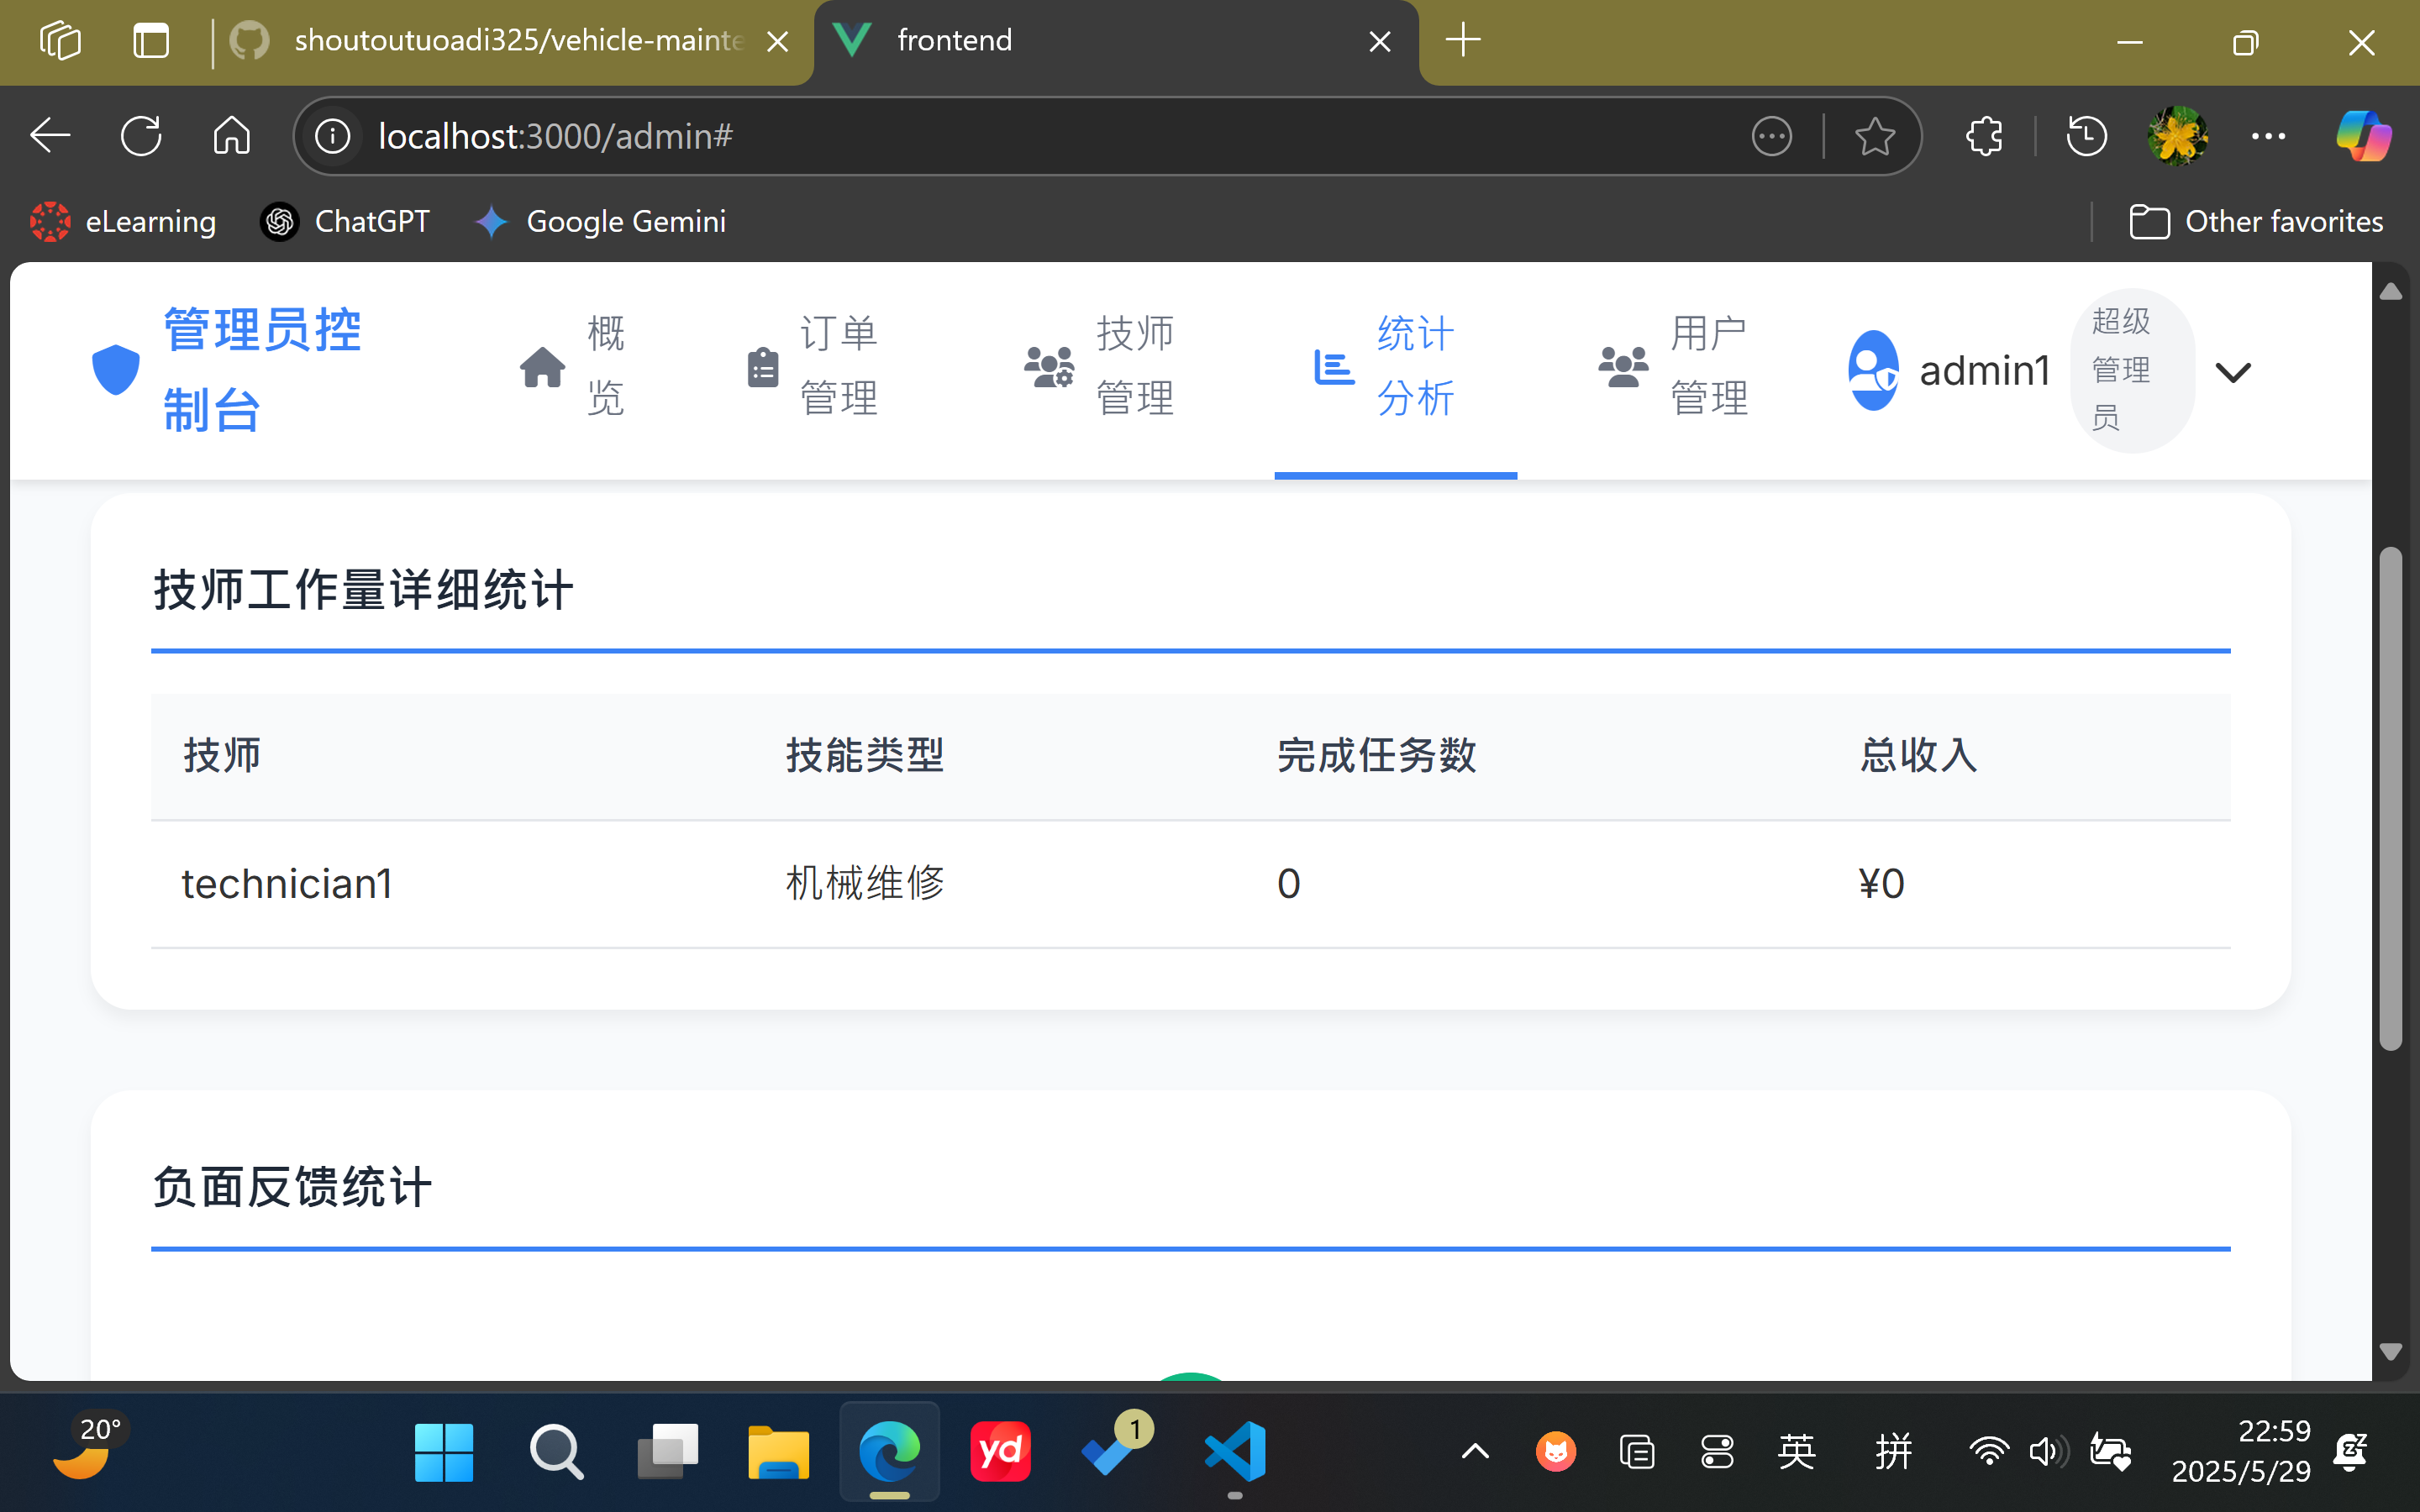 shoutoutuoadi325/vehicle-mainte
frontend
localhost:3000/admin#
eLearning
ChatGPT
Google Gemini
Other favorites
管理员控
制台
概
览
订单
管理
技师
管理
统计
分析
用户
管理
admin1
超级
管理
员
技师工作量详细统计
技师 技能类型 完成任务数 总收入
technician1 机械维修 0 ¥0
负面反馈统计
20°
yd
1
英
拼
22:59
2025/5/29